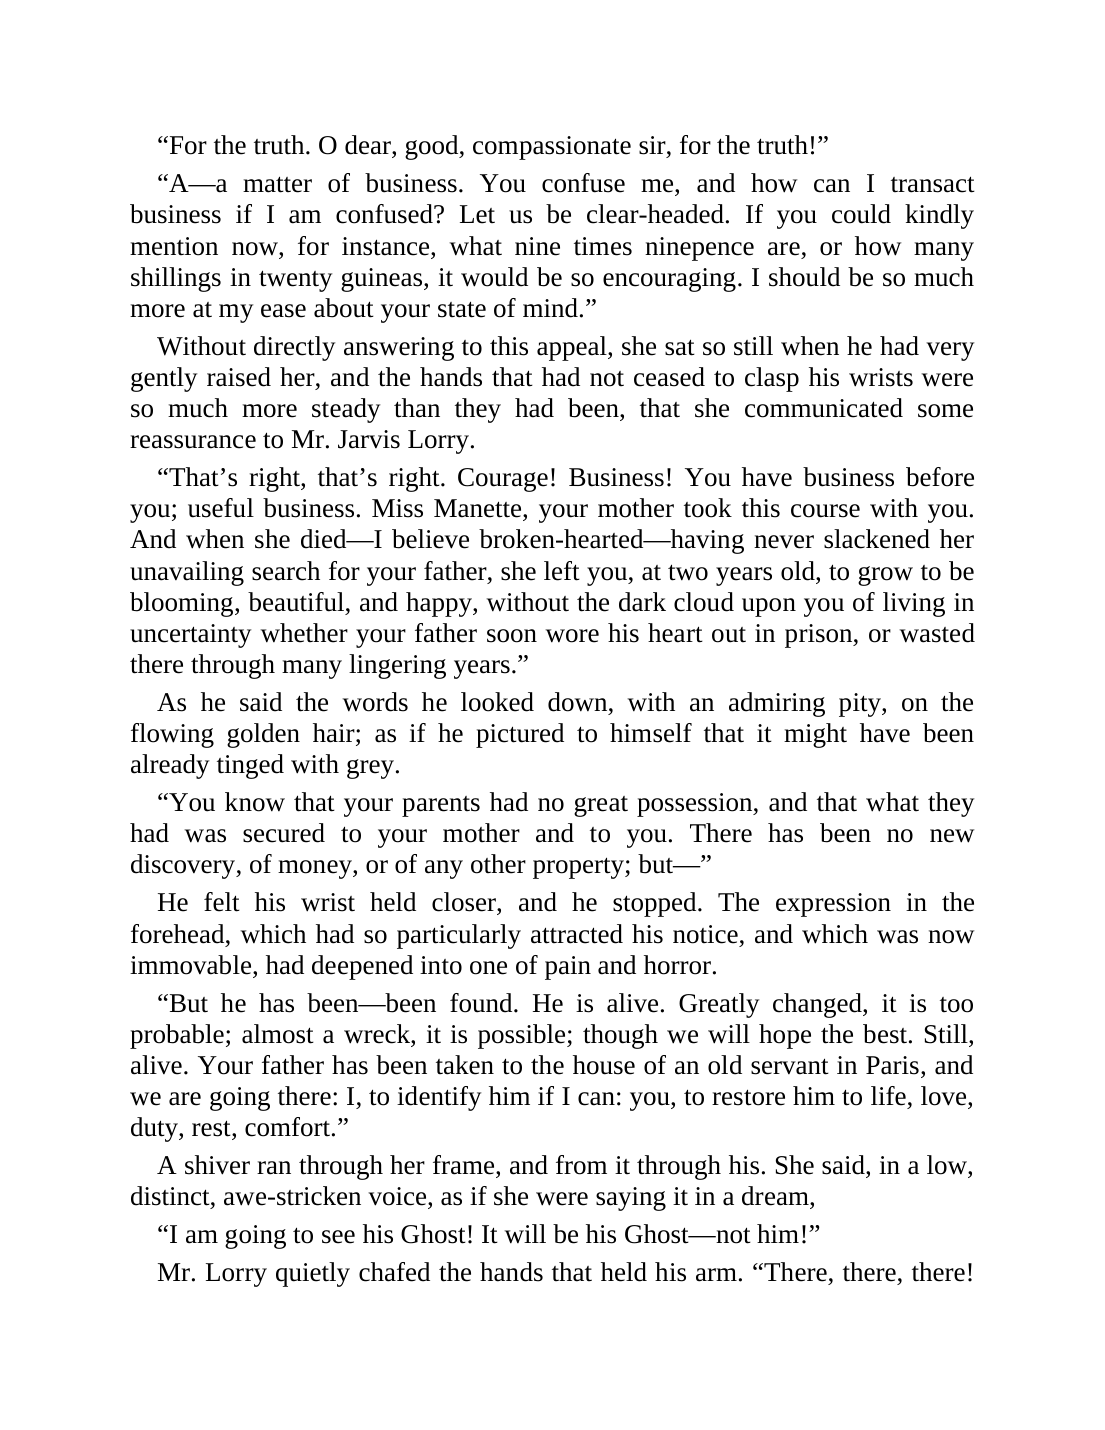 “For the truth. O dear, good, compassionate sir, for the truth!”
“A—a matter of business. You confuse me, and how can I transact
business if I am confused? Let us be clear-headed. If you could kindly
mention now, for instance, what nine times ninepence are, or how many
shillings in twenty guineas, it would be so encouraging. I should be so much
more at my ease about your state of mind.”
Without directly answering to this appeal, she sat so still when he had very
gently raised her, and the hands that had not ceased to clasp his wrists were
so much more steady than they had been, that she communicated some
reassurance to Mr. Jarvis Lorry.
“That’s right, that’s right. Courage! Business! You have business before
you; useful business. Miss Manette, your mother took this course with you.
And when she died—I believe broken-hearted—having never slackened her
unavailing search for your father, she left you, at two years old, to grow to be
blooming, beautiful, and happy, without the dark cloud upon you of living in
uncertainty whether your father soon wore his heart out in prison, or wasted
there through many lingering years.”
As he said the words he looked down, with an admiring pity, on the
flowing golden hair; as if he pictured to himself that it might have been
already tinged with grey.
“You know that your parents had no great possession, and that what they
had was secured to your mother and to you. There has been no new
discovery, of money, or of any other property; but—”
He felt his wrist held closer, and he stopped. The expression in the
forehead, which had so particularly attracted his notice, and which was now
immovable, had deepened into one of pain and horror.
“But he has been—been found. He is alive. Greatly changed, it is too
probable; almost a wreck, it is possible; though we will hope the best. Still,
alive. Your father has been taken to the house of an old servant in Paris, and
we are going there: I, to identify him if I can: you, to restore him to life, love,
duty, rest, comfort.”
A shiver ran through her frame, and from it through his. She said, in a low,
distinct, awe-stricken voice, as if she were saying it in a dream,
“I am going to see his Ghost! It will be his Ghost—not him!”
Mr. Lorry quietly chafed the hands that held his arm. “There, there, there!